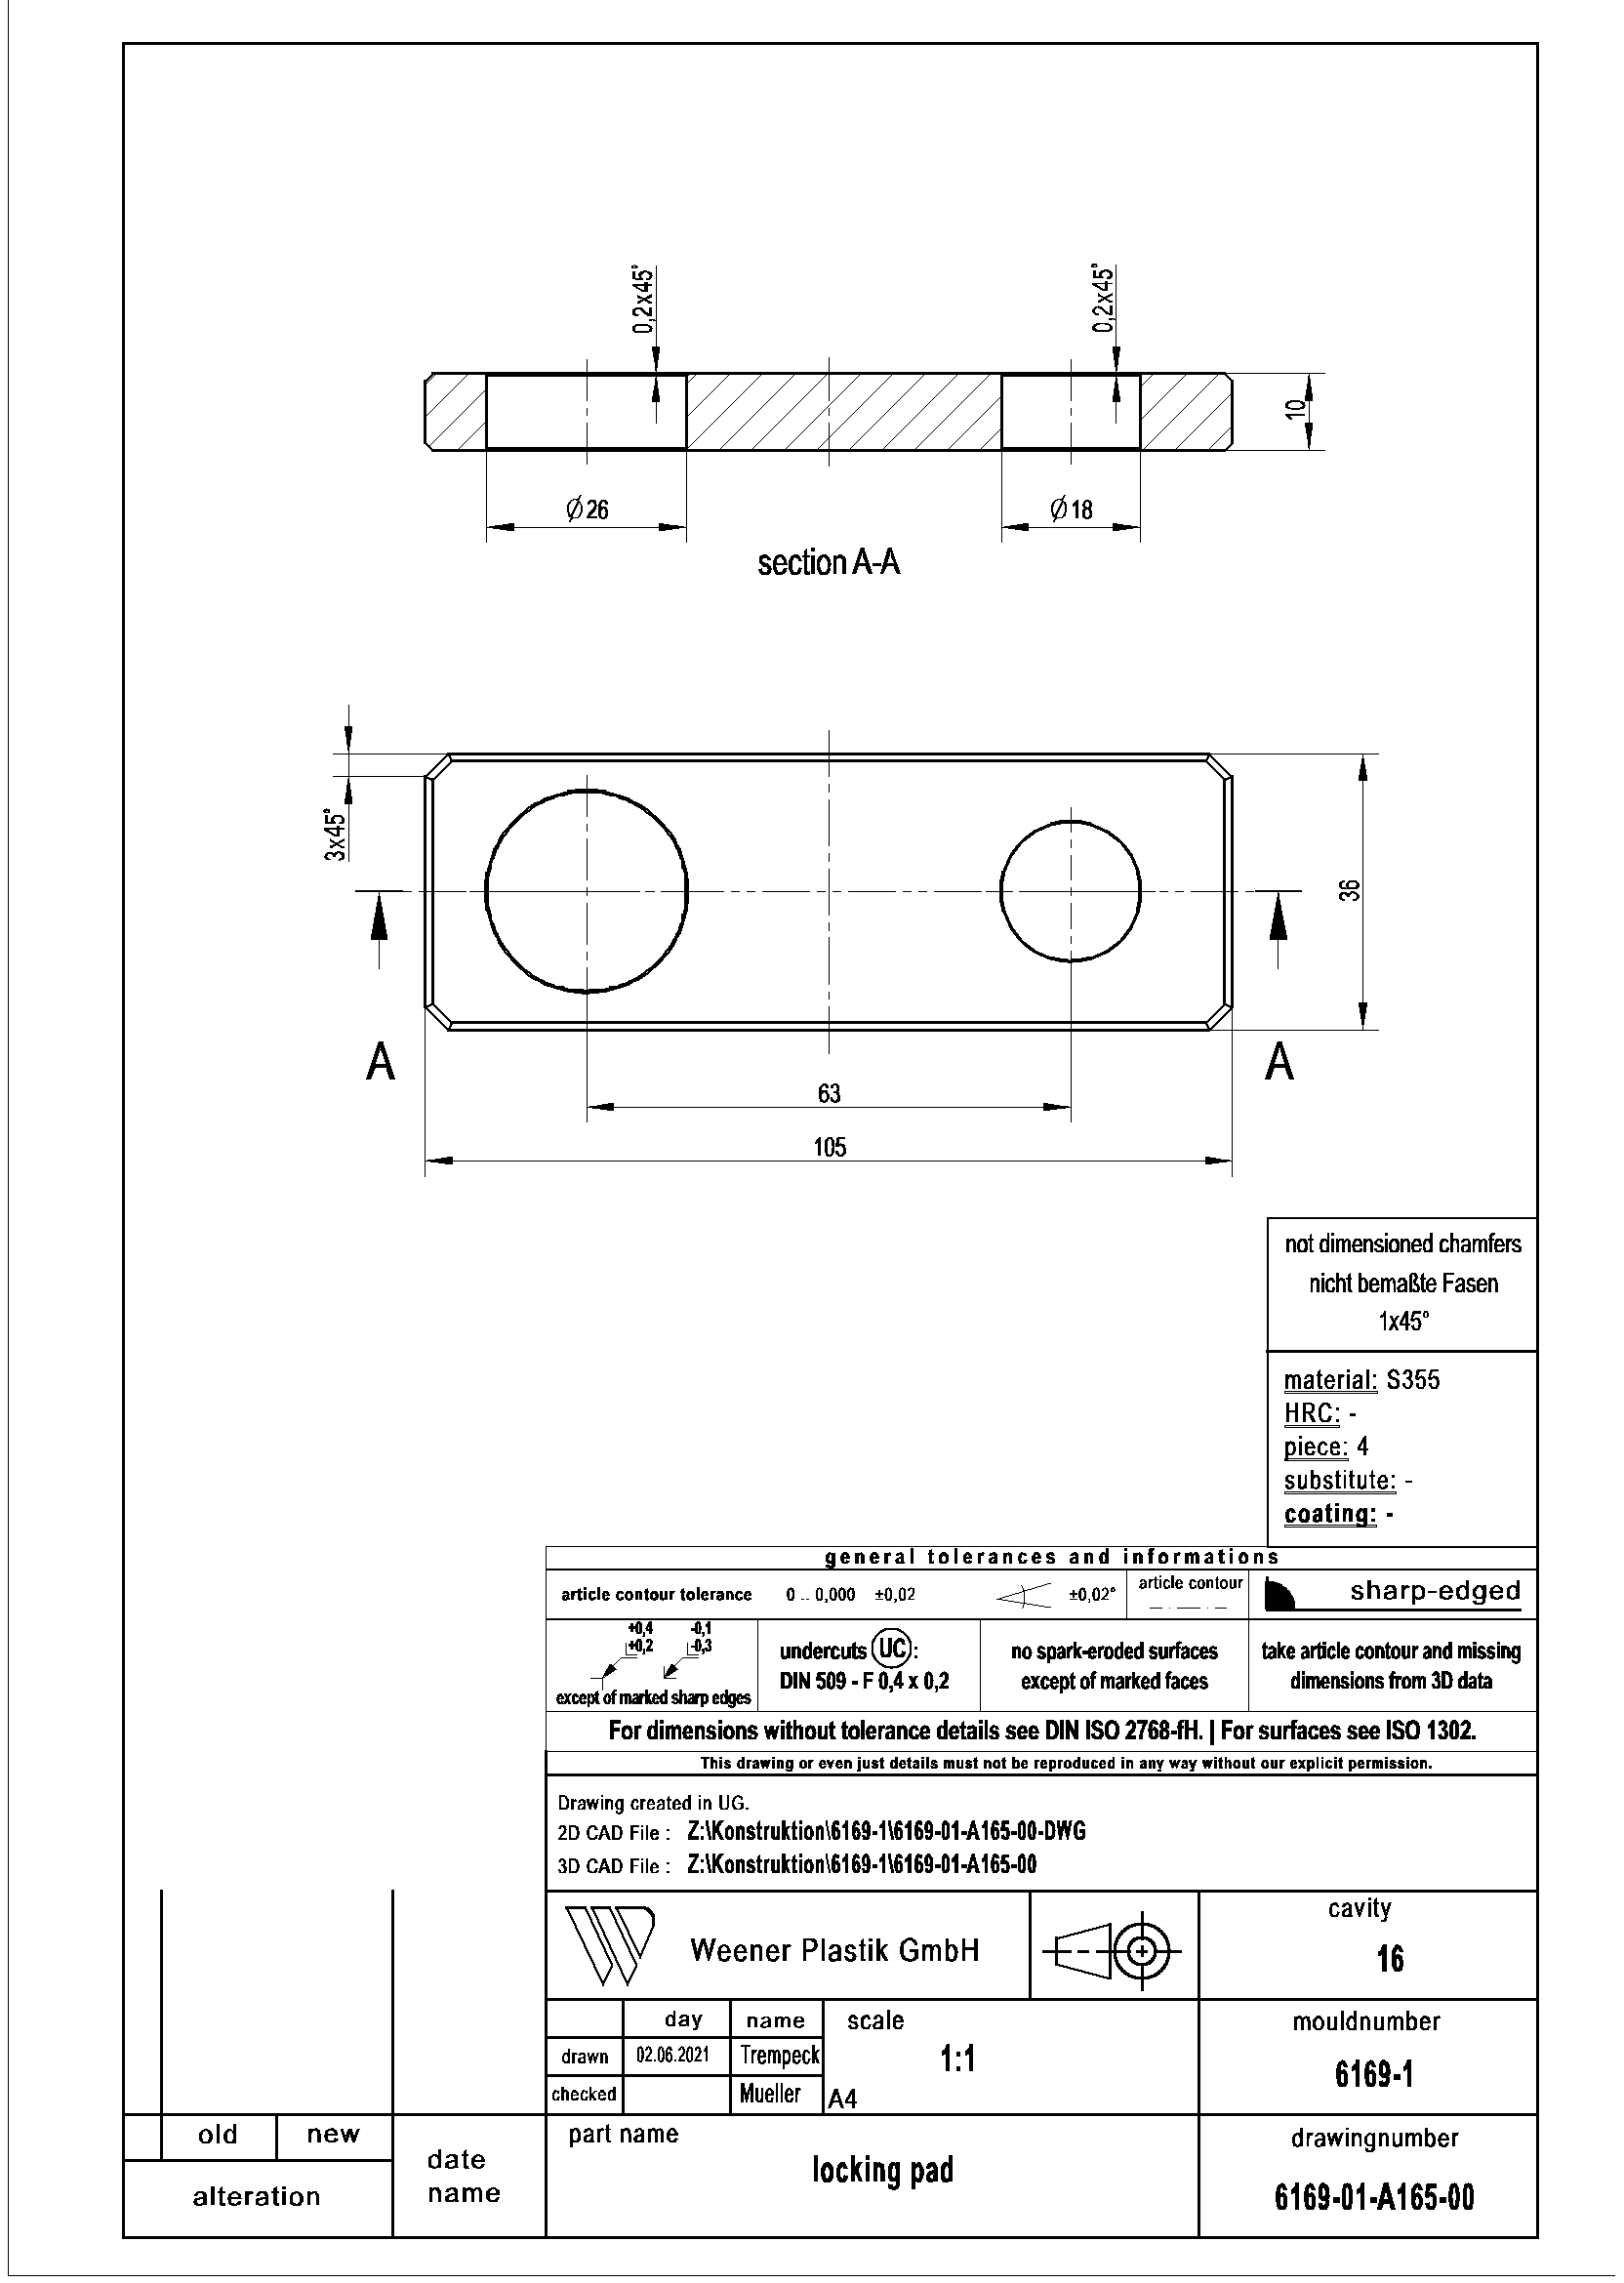 0,2x45°
0,2x45°
10
Ø26
Ø18
section A-A
3x45°
36
A
A
63
105
not dimensioned chamfers
nicht bemaßte Fasen
1x45°
material: S355
HRC: -
piece: 4
substitute: -
coating: -
general tolerances and informations
article contour tolerance 0 .. 0,000 ±0,02 ±0,02° article contour sharp-edged
+0,4 -0,1
+0,2 -0,3
except of marked sharp edges
undercuts UC:
DIN 509 - F 0,4 x 0,2
no spark-eroded surfaces
except of marked faces
take article contour and missing
dimensions from 3D data
For dimensions without tolerance details see DIN ISO 2768-fH. | For surfaces see ISO 1302.
This drawing or even just details must not be reproduced in any way without our explicit permission.
Drawing created in UG.
2D CAD File : Z:\Konstruktion\6169-1\6169-01-A165-00-DWG
3D CAD File : Z:\Konstruktion\6169-1\6169-01-A165-00
Weener Plastik GmbH
cavity
16
day name scale
drawn 02.06.2021 Trempeck 1:1
checked Mueller A4
mouldnumber
6169-1
old new
alteration
date
name
part name
locking pad
drawingnumber
6169-01-A165-00